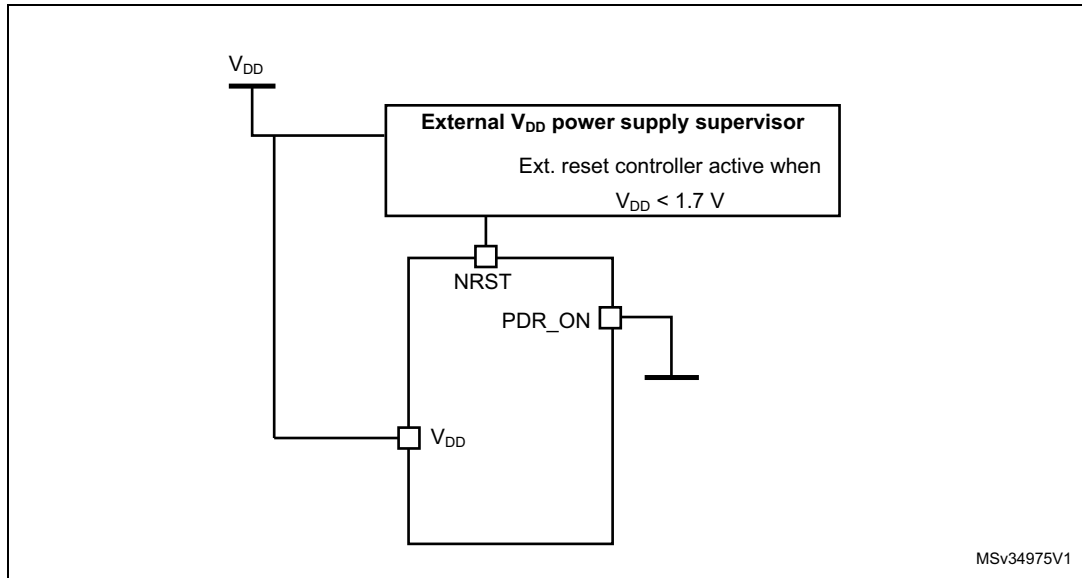 VDD
External VDD power supply supervisor
Ext. reset controller active when
VDD < 1.7 V
NRST
PDR_ON
VDD
MSv34975V1